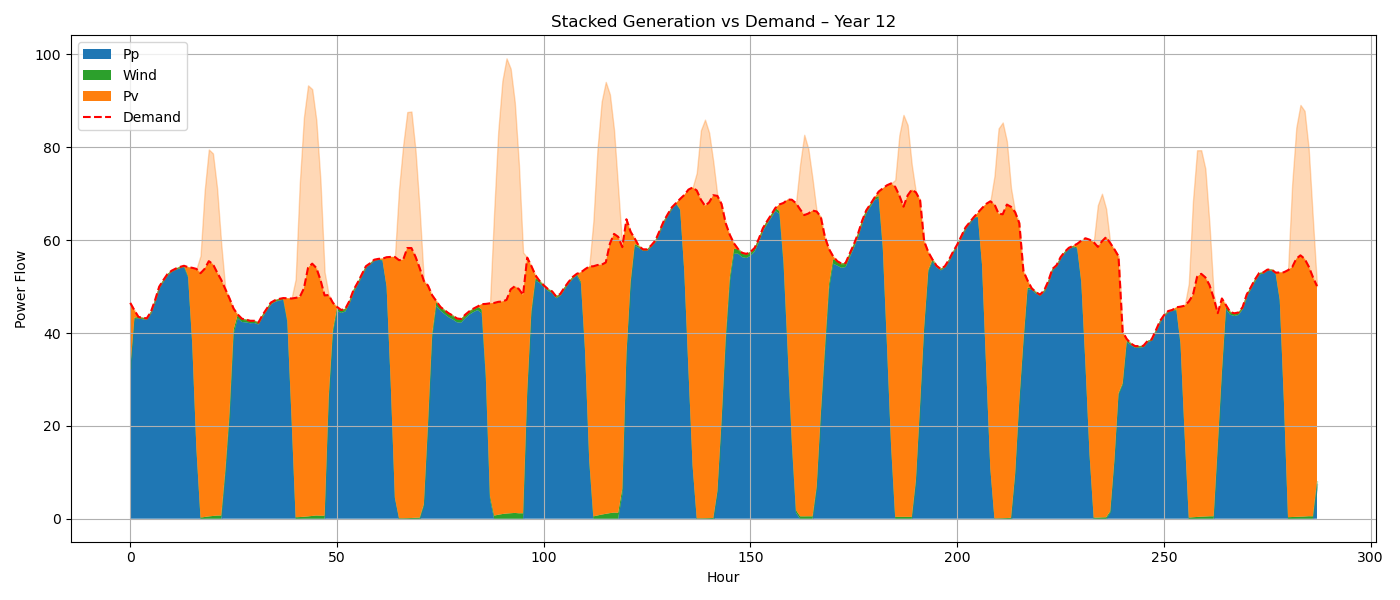 Stacked Generation vs Demand – Year 12
Power Flow
100
80
60
40
20
0
Pp
Wind
Pv
Demand
0 50 100 150 200 250 300
Hour